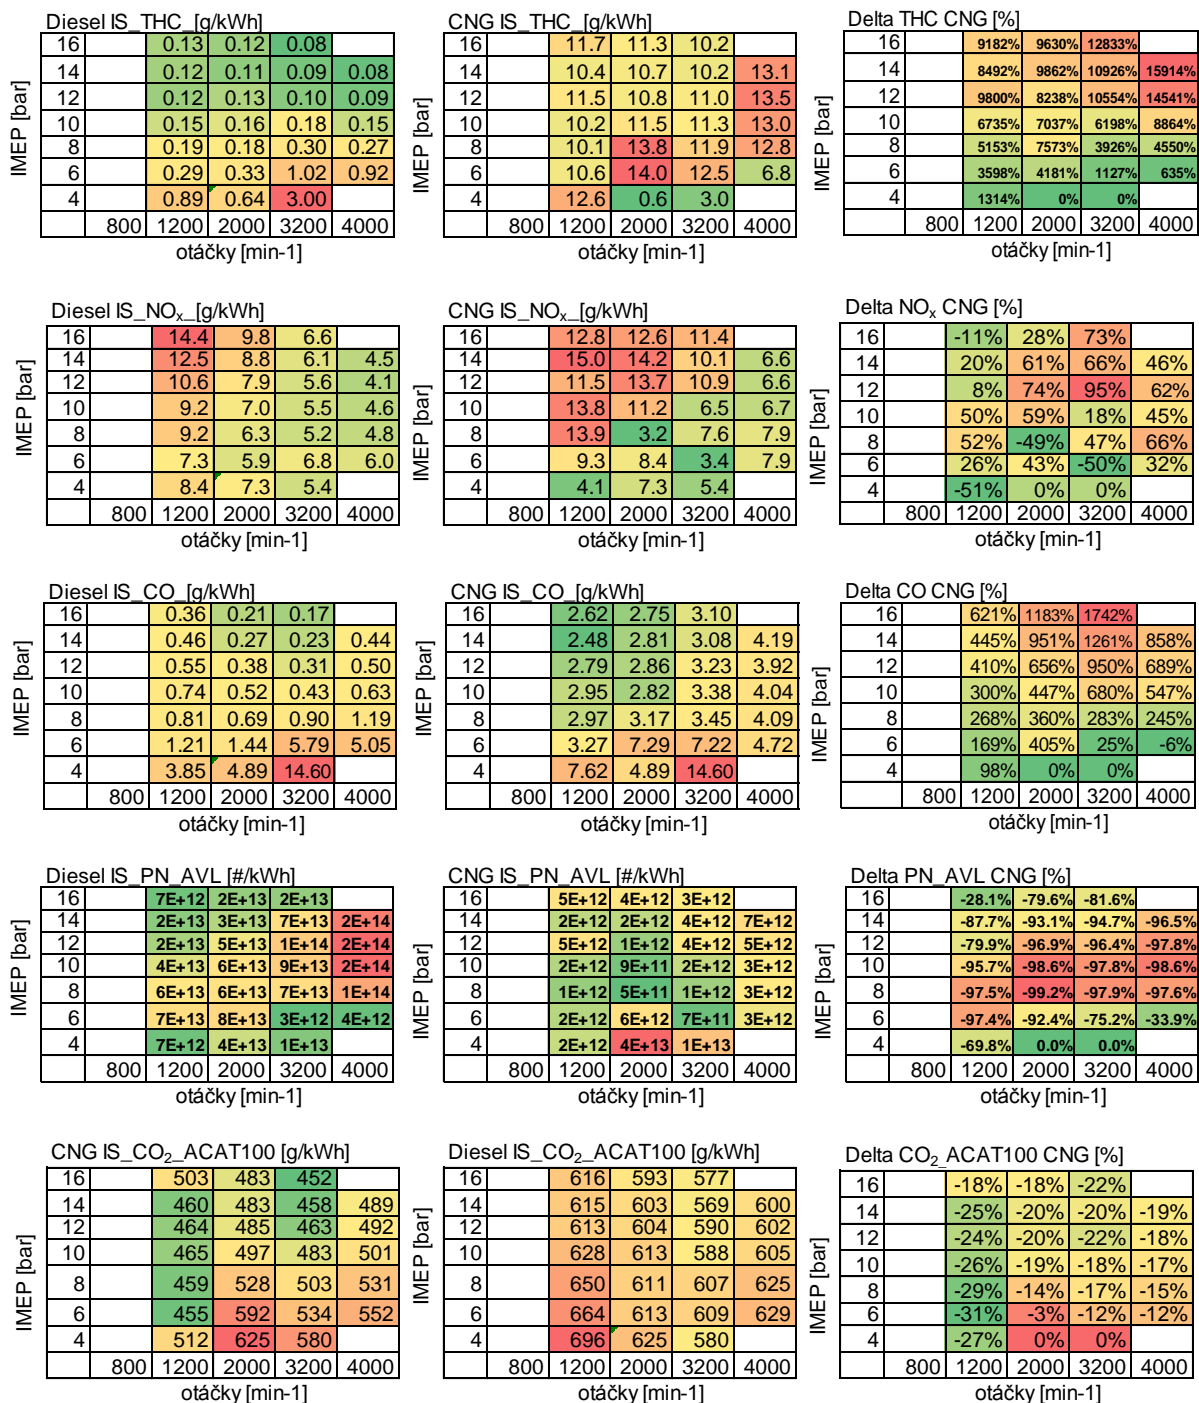 Diesel IS_THC_[g/kWh]
16 0.13 0.12 0.08
14 0.12 0.11 0.09 0.08
12 0.12 0.13 0.10 0.09
10 0.15 0.16 0.18 0.15
8 0.19 0.18 0.30 0.27
6 0.29 0.33 1.02 0.92
4 0.89 0.64 3.00
800 1200 2000 3200 4000
IMEP [bar]
otáčky [min-1]
CNG IS_THC_[g/kWh]
16 11.7 11.3 10.2
14 10.4 10.7 10.2 13.1
12 11.5 10.8 11.0 13.5
10 10.2 11.5 11.3 13.0
8 10.1 13.8 11.9 12.8
6 10.6 14.0 12.5 6.8
4 12.6 0.6 3.0
800 1200 2000 3200 4000
IMEP [bar]
otáčky [min-1]
Delta THC CNG [%]
16 9182% 9630% 12833%
14 8492% 9862% 10926% 15914%
12 9800% 8238% 10554% 14541%
10 6735% 7037% 6198% 8864%
8 5153% 7573% 3926% 4550%
6 3598% 4181% 1127% 635%
4 1314% 0% 0%
800 1200 2000 3200 4000
IMEP [bar]
otáčky [min-1]
Diesel IS_NOₓ_[g/kWh]
16 14.4 9.8 6.6
14 12.5 8.8 6.1 4.5
12 10.6 7.9 5.6 4.1
10 9.2 7.0 5.5 4.6
8 9.2 6.3 5.2 4.8
6 7.3 5.9 6.8 6.0
4 8.4 7.3 5.4
800 1200 2000 3200 4000
IMEP [bar]
otáčky [min-1]
CNG IS_NOₓ_[g/kWh]
16 12.8 12.6 11.4
14 15.0 14.2 10.1 6.6
12 11.5 13.7 10.9 6.6
10 13.8 11.2 6.5 6.7
8 13.9 3.2 7.6 7.9
6 9.3 8.4 3.4 7.9
4 4.1 7.3 5.4
800 1200 2000 3200 4000
IMEP [bar]
otáčky [min-1]
Delta NOₓ CNG [%]
16 -11% 28% 73%
14 20% 61% 66% 46%
12 8% 74% 95% 62%
10 50% 59% 18% 45%
8 52% -49% 47% 66%
6 26% 43% -50% 32%
4 -51% 0% 0%
800 1200 2000 3200 4000
IMEP [bar]
otáčky [min-1]
Diesel IS_CO_[g/kWh]
16 0.36 0.21 0.17
14 0.46 0.27 0.23 0.44
12 0.55 0.38 0.31 0.50
10 0.74 0.52 0.43 0.63
8 0.81 0.69 0.90 1.19
6 1.21 1.44 5.79 5.05
4 3.85 4.89 14.60
800 1200 2000 3200 4000
IMEP [bar]
otáčky [min-1]
CNG IS_CO_[g/kWh]
16 2.62 2.75 3.10
14 2.48 2.81 3.08 4.19
12 2.79 2.86 3.23 3.92
10 2.95 2.82 3.38 4.04
8 2.97 3.17 3.45 4.09
6 3.27 7.29 7.22 4.72
4 7.62 4.89 14.60
800 1200 2000 3200 4000
IMEP [bar]
otáčky [min-1]
Delta CO CNG [%]
16 621% 1183% 1742%
14 445% 951% 1261% 858%
12 410% 656% 950% 689%
10 300% 447% 680% 547%
8 268% 360% 283% 245%
6 169% 405% 25% -6%
4 98% 0% 0%
800 1200 2000 3200 4000
IMEP [bar]
otáčky [min-1]
Diesel IS_PN_AVL [#/kWh]
16 7E+12 2E+13 2E+13
14 2E+13 3E+13 7E+13 2E+14
12 2E+13 5E+13 1E+14 2E+14
10 4E+13 6E+13 9E+13 2E+14
8 6E+13 6E+13 7E+13 1E+14
6 7E+13 8E+13 3E+12 4E+12
4 7E+12 4E+13 1E+13
800 1200 2000 3200 4000
IMEP [bar]
otáčky [min-1]
CNG IS_PN_AVL [#/kWh]
16 5E+12 4E+12 3E+12
14 2E+12 2E+12 4E+12 7E+12
12 5E+12 1E+12 4E+12 5E+12
10 2E+12 9E+11 2E+12 3E+12
8 1E+12 5E+11 1E+12 3E+12
6 2E+12 6E+12 7E+11 3E+12
4 2E+12 4E+13 1E+13
800 1200 2000 3200 4000
IMEP [bar]
otáčky [min-1]
Delta PN_AVL CNG [%]
16 -28.1% -79.6% -81.6%
14 -87.7% -93.1% -94.7% -96.5%
12 -79.9% -96.9% -96.4% -97.8%
10 -95.7% -98.6% -97.8% -98.6%
8 -97.5% -99.2% -97.9% -97.6%
6 -97.4% -92.4% -75.2% -33.9%
4 -69.8% 0.0% 0.0%
800 1200 2000 3200 4000
IMEP [bar]
otáčky [min-1]
CNG IS_CO₂_ACAT100 [g/kWh]
16 503 483 452
14 460 483 458 489
12 464 485 463 492
10 465 497 483 501
8 459 528 503 531
6 455 592 534 552
4 512 625 580
800 1200 2000 3200 4000
IMEP [bar]
otáčky [min-1]
Diesel IS_CO₂_ACAT100 [g/kWh]
16 616 593 577
14 615 603 569 600
12 613 604 590 602
10 628 613 588 605
8 650 611 607 625
6 664 613 609 629
4 696 625 580
800 1200 2000 3200 4000
IMEP [bar]
otáčky [min-1]
Delta CO₂_ACAT100 CNG [%]
16 -18% -18% -22%
14 -25% -20% -20% -19%
12 -24% -20% -22% -18%
10 -26% -19% -18% -17%
8 -29% -14% -17% -15%
6 -31% -3% -12% -12%
4 -27% 0% 0%
800 1200 2000 3200 4000
IMEP [bar]
otáčky [min-1]